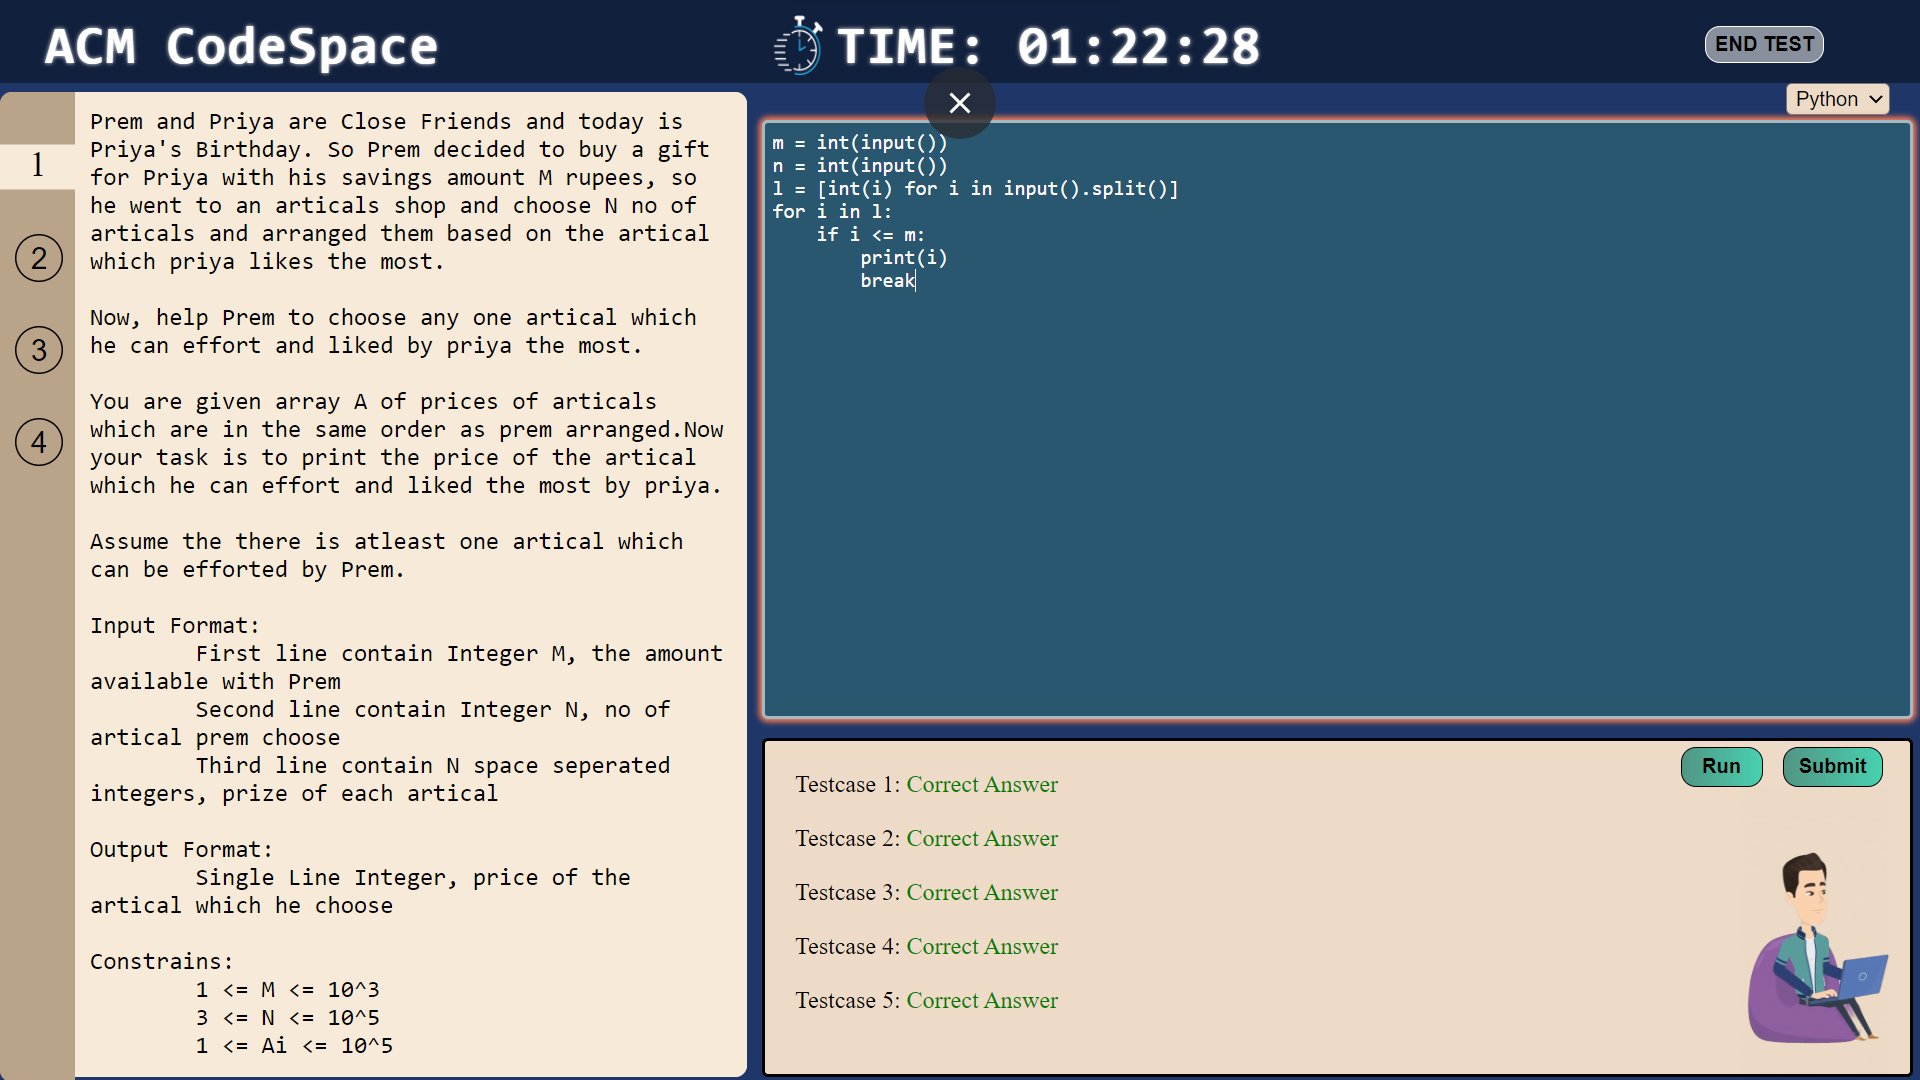 ACM CodeSpace
TIME: 01:22:28
END TEST
Python
1
2
3
4
Prem and Priya are Close Friends and today is
Priya's Birthday. So Prem decided to buy a gift
for Priya with his savings amount M rupees, so
he went to an articals shop and choose N no of
articals and arranged them based on the artical
which priya likes the most.
Now, help Prem to choose any one artical which
he can effort and liked by priya the most.
You are given array A of prices of articals
which are in the same order as prem arranged.Now
your task is to print the price of the artical
which he can effort and liked the most by priya.
Assume the there is atleast one artical which
can be efforted by Prem.
Input Format:
First line contain Integer M, the amount
available with Prem
Second line contain Integer N, no of
artical prem choose
Third line contain N space seperated
integers, prize of each artical
Output Format:
Single Line Integer, price of the
artical which he choose
Constrains:
1 <= M <= 10^3
3 <= N <= 10^5
1 <= Ai <= 10^5
m = int(input())
n = int(input())
l = [int(i) for i in input().split()]
for i in l:
    if i <= m:
        print(i)
        break
Run
Submit
Testcase 1: Correct Answer
Testcase 2: Correct Answer
Testcase 3: Correct Answer
Testcase 4: Correct Answer
Testcase 5: Correct Answer